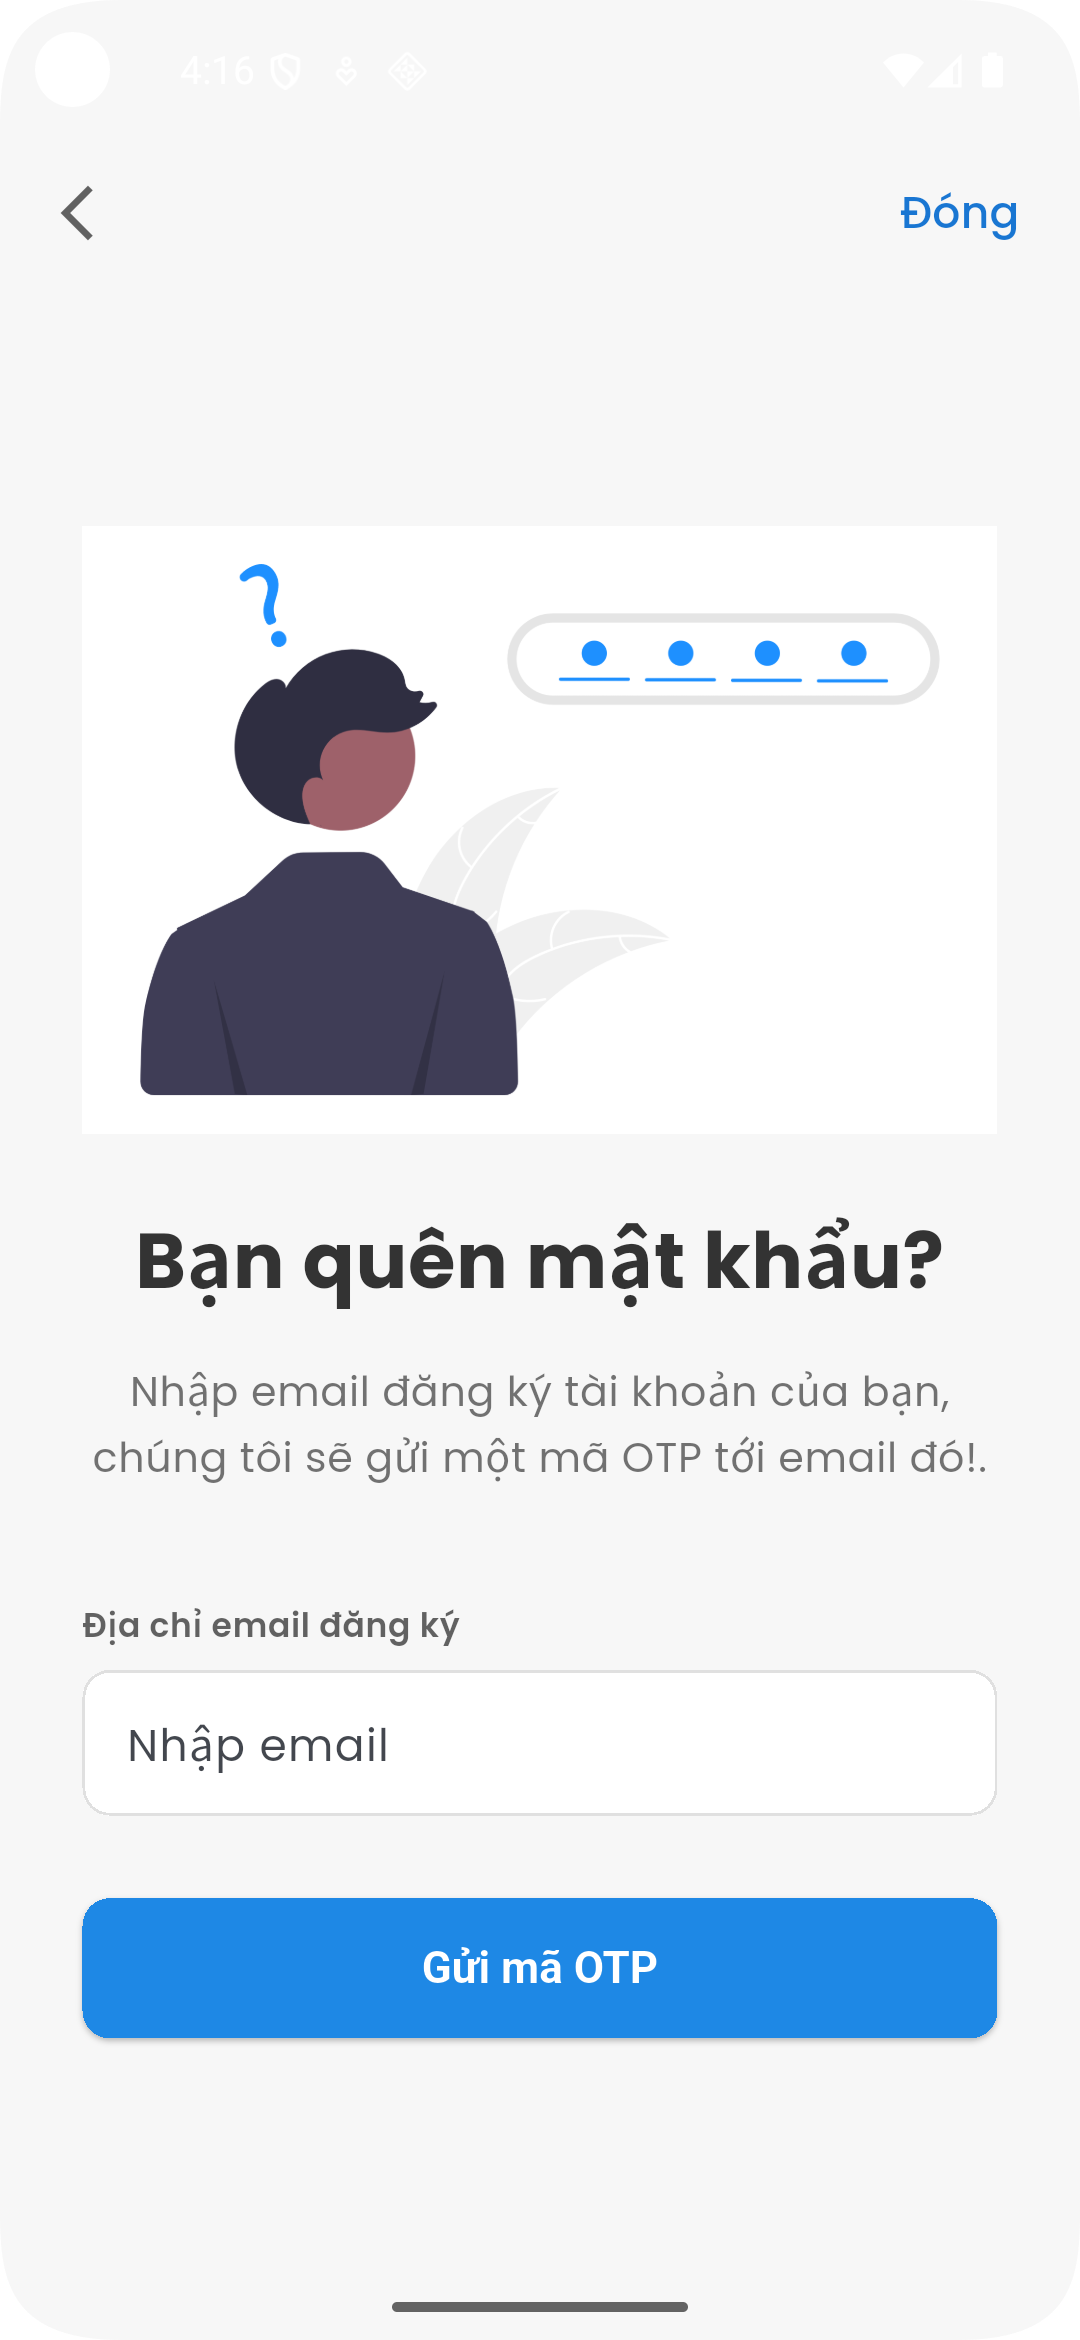 4:16
Đóng
?
Bạn quên mật khẩu?
Nhập email đăng ký tài khoản của bạn,
chúng tôi sẽ gửi một mã OTP tới email đó!.
Địa chỉ email đăng ký
Nhập email
Gửi mã OTP